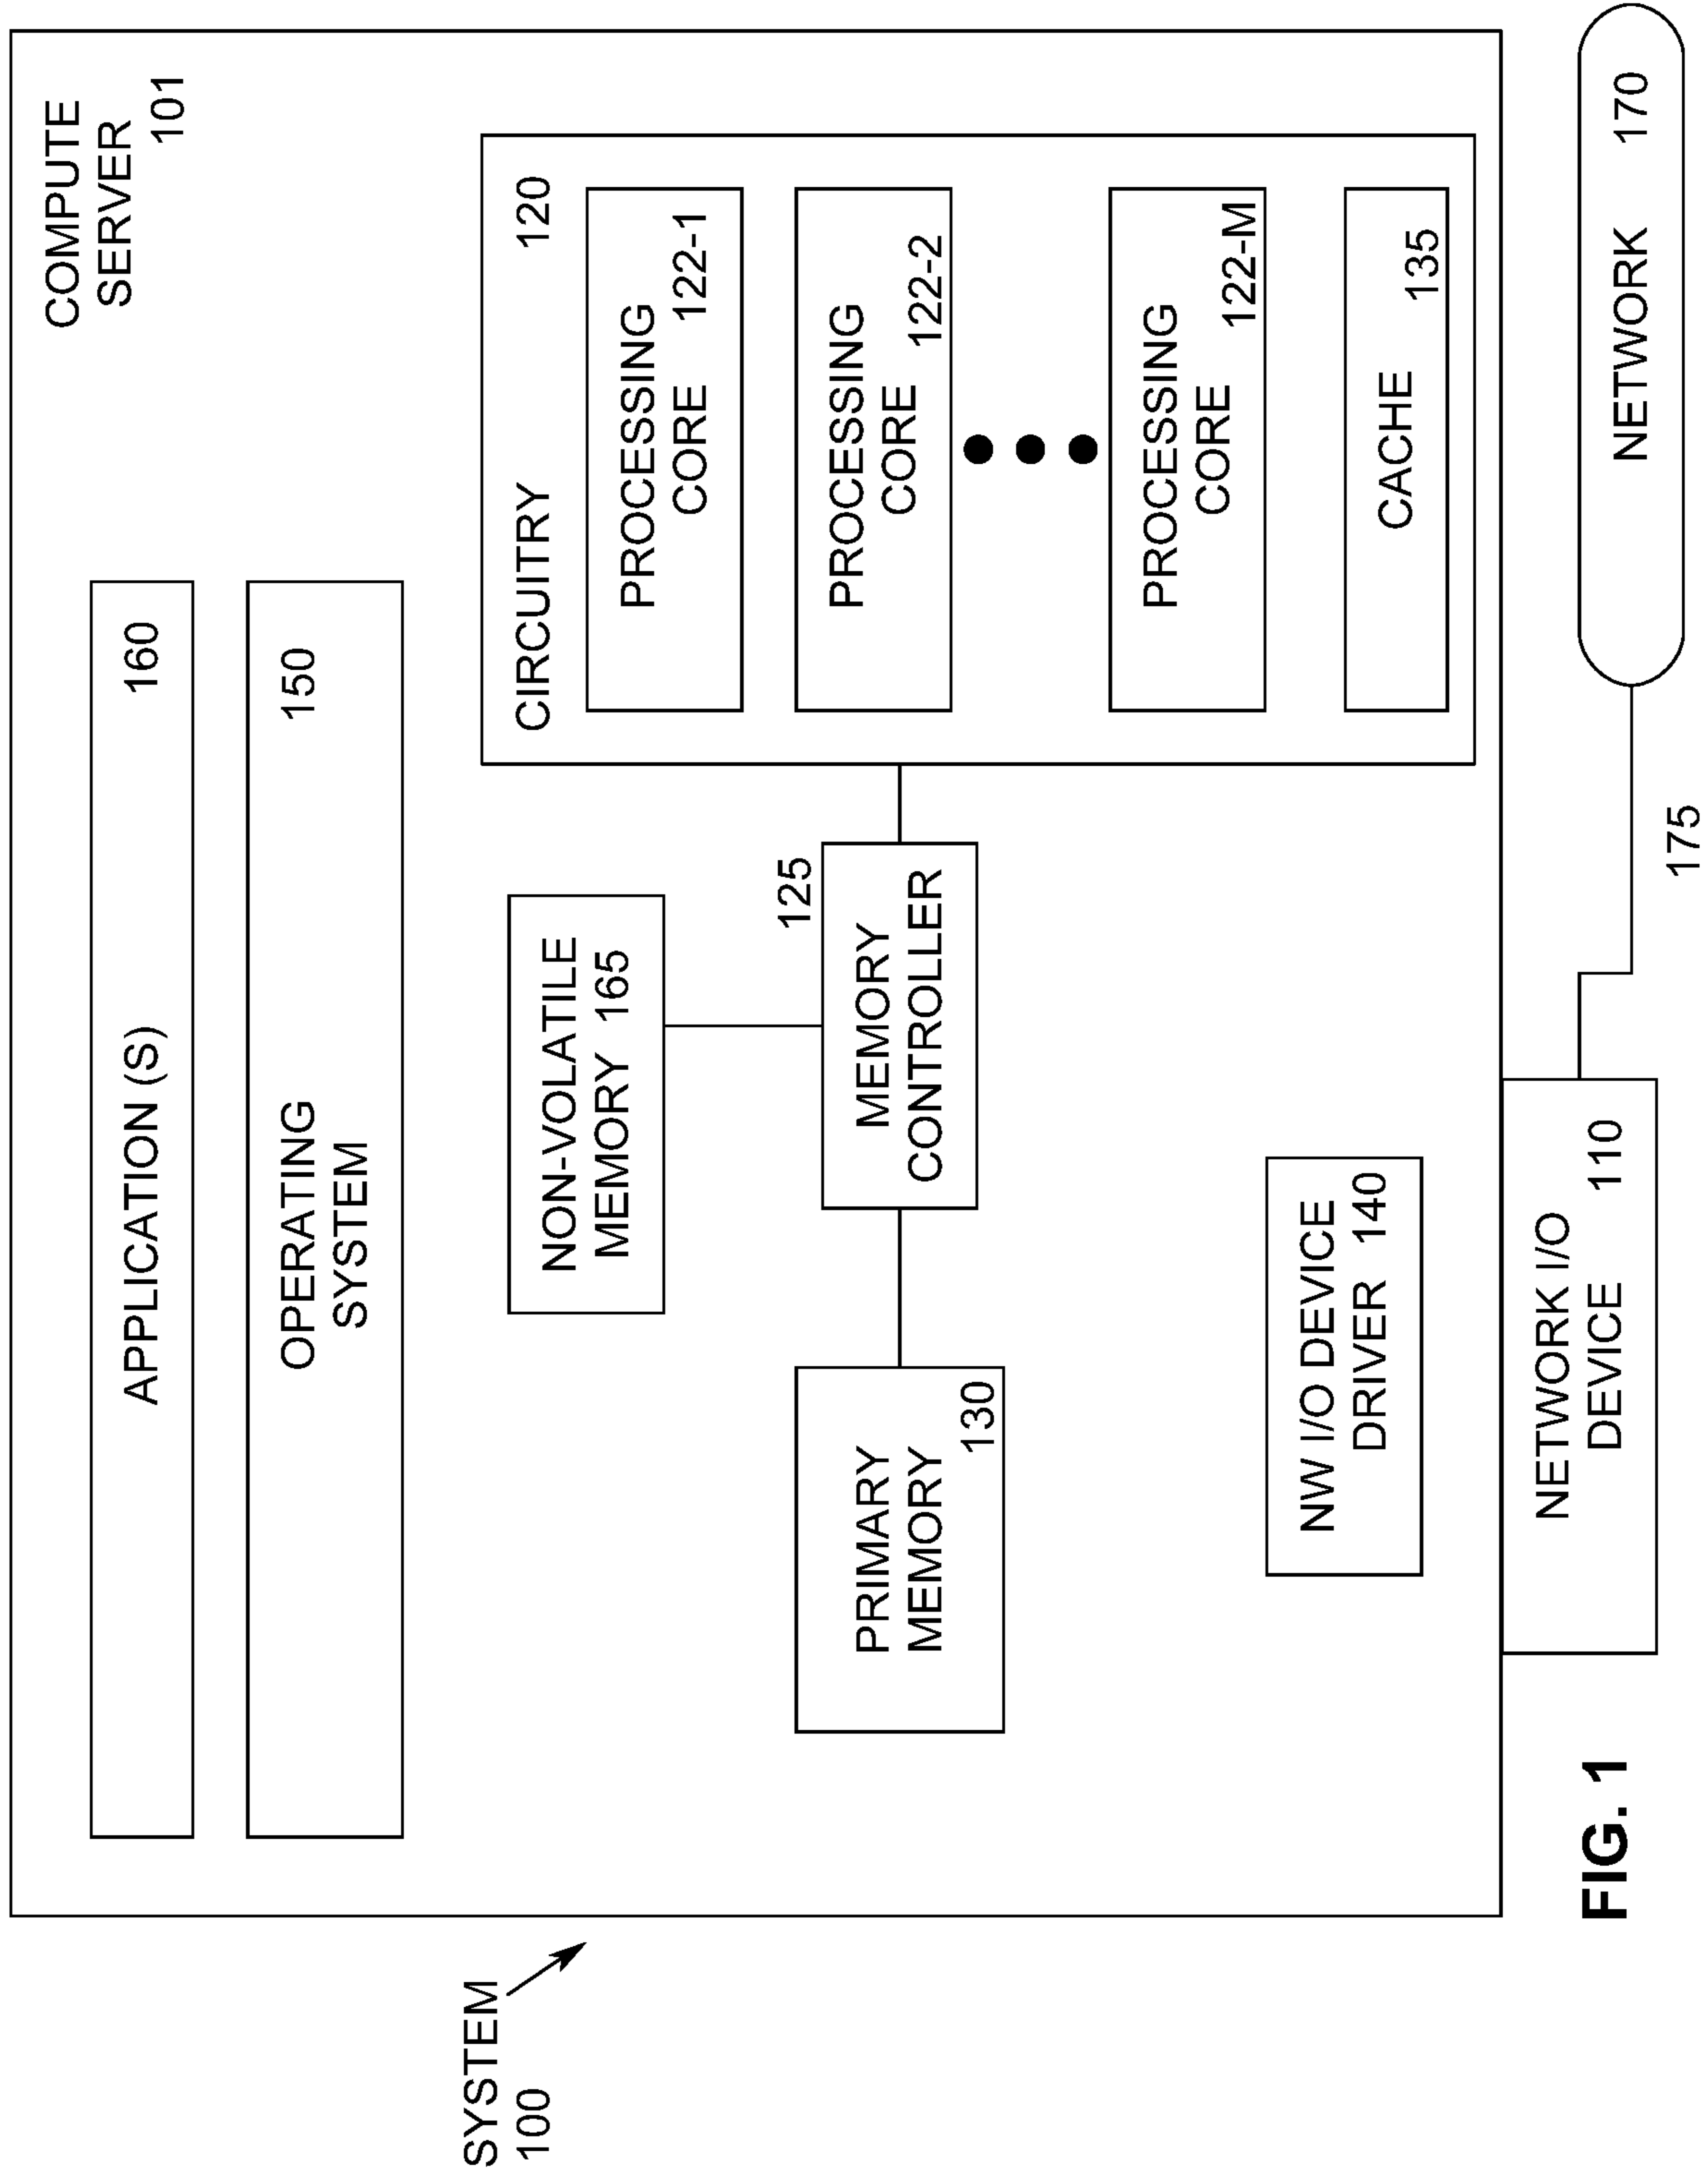 COMPUTE
SERVER
101
APPLICATION (S) 160
OPERATING 150
SYSTEM
SYSTEM
100
NON-VOLATILE
MEMORY 165
125
MEMORY
CONTROLLER
PRIMARY
MEMORY
130
CIRCUITRY 120
PROCESSING
CORE 122-1
PROCESSING
CORE 122-2
PROCESSING
CORE 122-M
CACHE 135
NW I/O DEVICE
DRIVER 140
NETWORK I/O
DEVICE 110
NETWORK 170
175
FIG. 1